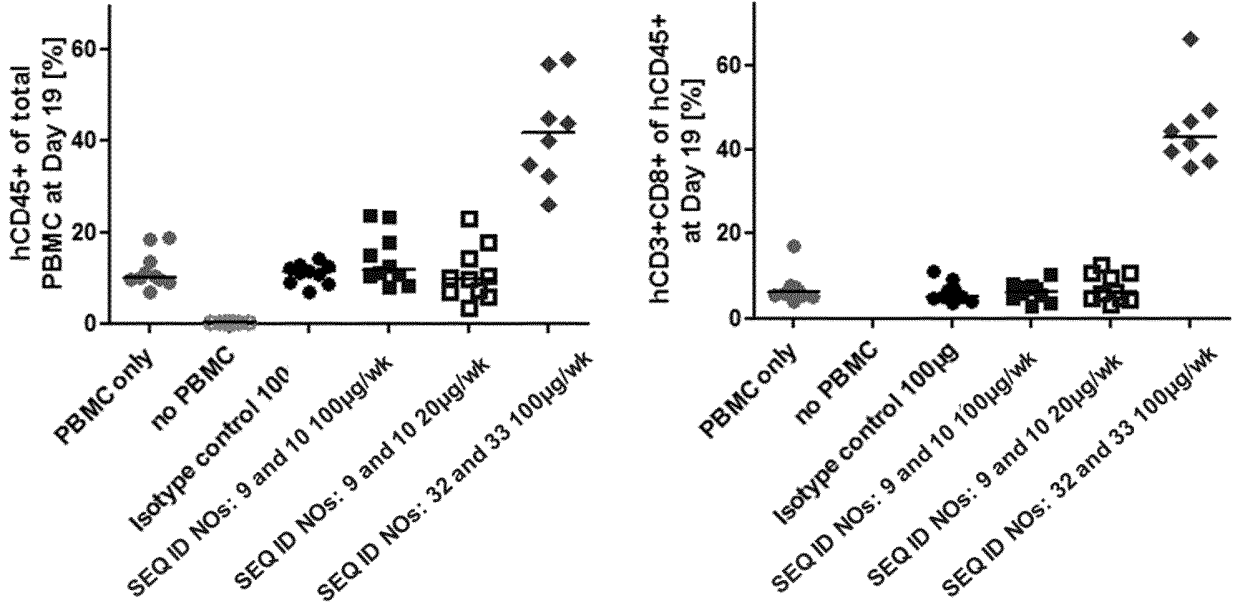 hCD45+ of total
PBMC at Day 19 [%]
60
40
20
0
PBMC only
no PBMC
Isotype control 100
SEQ ID NOs: 9 and 10 100µg/wk
SEQ ID NOs: 9 and 10 20µg/wk
SEQ ID NOs: 32 and 33 100µg/wk
hCD3+CD8+ of hCD45+
at Day 19 [%]
60
40
20
0
PBMC only
no PBMC
Isotype control 100µg
SEQ ID NOs: 9 and 10 100µg/wk
SEQ ID NOs: 9 and 10 20µg/wk
SEQ ID NOs: 32 and 33 100µg/wk